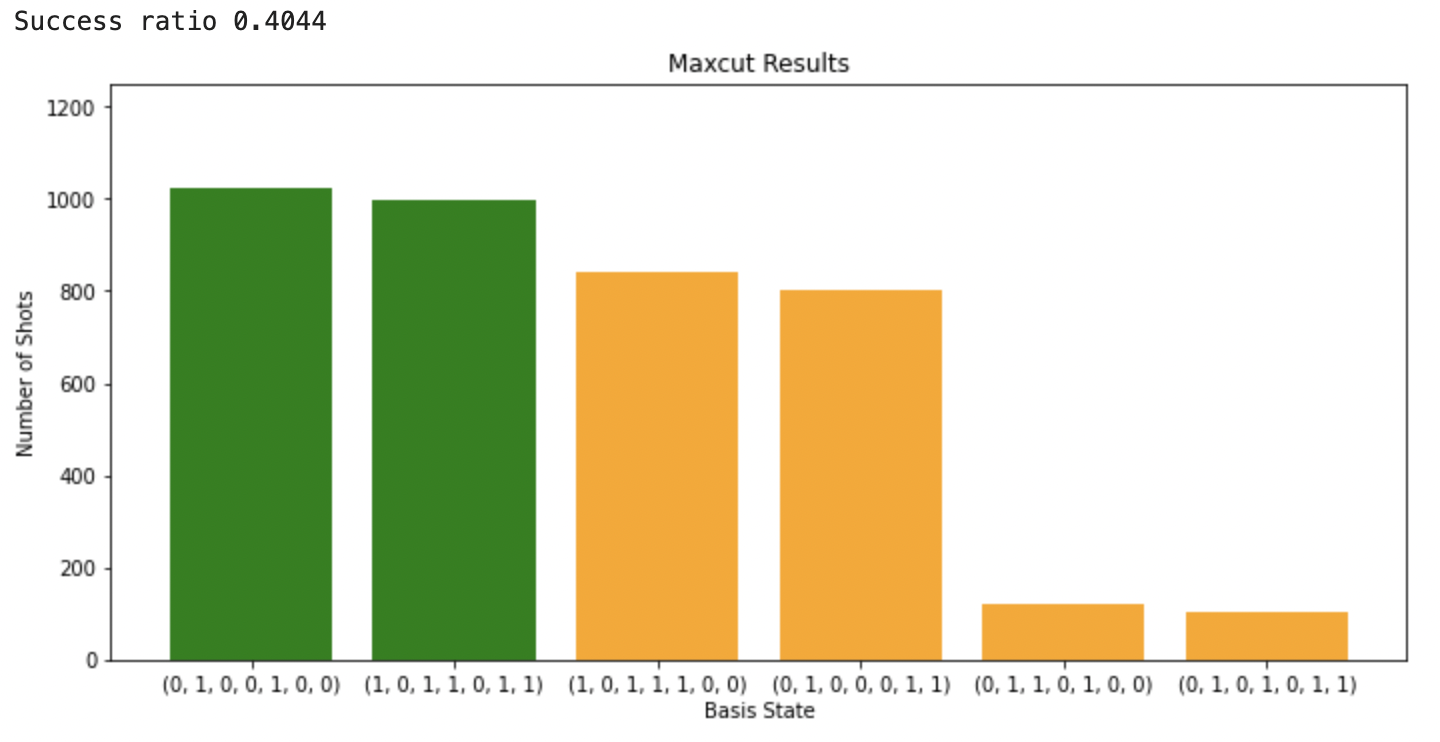 Success ratio 0.4044
Maxcut Results
1200
1000
800
600
400
200
0
Number of Shots
(0, 1, 0, 0, 1, 0, 0) (1, 0, 1, 1, 0, 1, 1) (1, 0, 1, 1, 1, 0, 0) (0, 1, 0, 0, 0, 1, 1) (0, 1, 1, 0, 1, 0, 0) (0, 1, 0, 1, 0, 1, 1)
Basis State